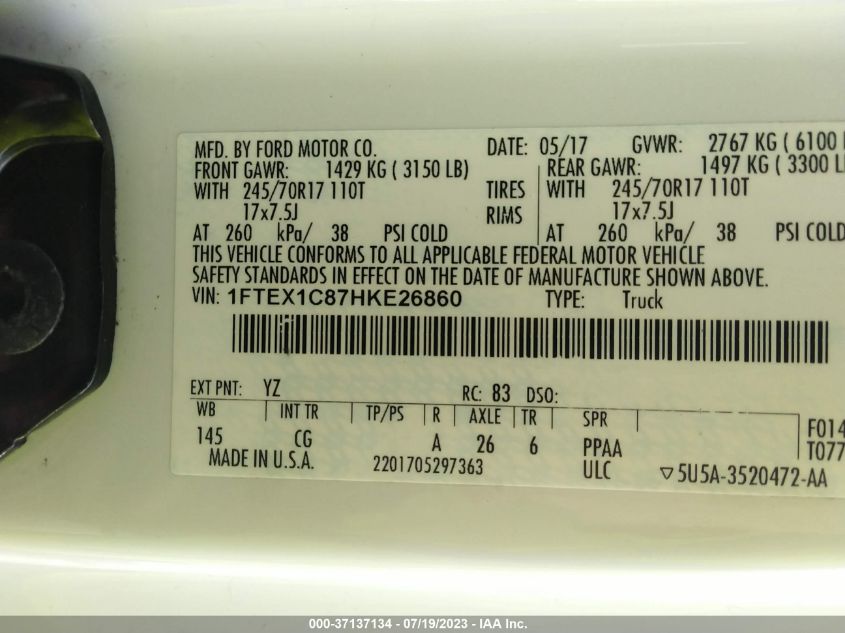 MFD. BY FORD MOTOR CO. DATE: 05/17 GVWR: 2767 KG ( 6100
FRONT GAWR: 1429 KG ( 3150 LB) REAR GAWR: 1497 KG ( 3300 LB
WITH 245/70R17 110T TIRES WITH 245/70R17 110T
17x7.5J RIMS 17x7.5J
AT 260 kPa/ 38 PSI COLD AT 260 kPa/ 38 PSI COLD
THIS VEHICLE CONFORMS TO ALL APPLICABLE FEDERAL MOTOR VEHICLE
SAFETY STANDARDS IN EFFECT ON THE DATE OF MANUFACTURE SHOWN ABOVE.
VIN: 1FTEX1C87HKE26860 TYPE: Truck
EXT PNT: YZ RC: 83 DSO:
WB INT TR TP/PS R AXLE TR SPR F014
145 CG A 26 6 PPAA T077
MADE IN U.S.A. 2201705297363 ULC ▽5U5A-3520472-AA
000-37137134 - 07/19/2023 - IAA Inc.